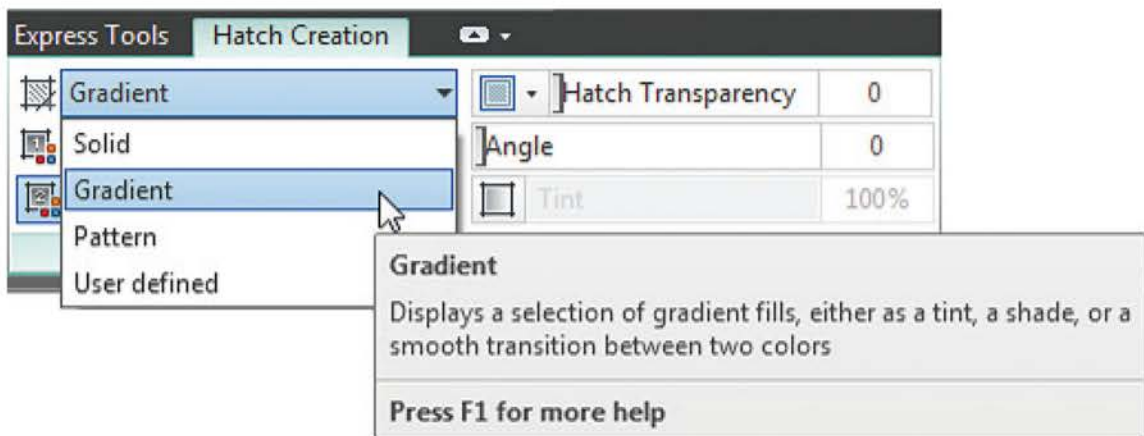 Express Tools Hatch Creation
Gradient Hatch Transparency 0
Solid Angle 0
Gradient Tint 100%
Pattern
User defined
Gradient
Displays a selection of gradient fills, either as a tint, a shade, or a
smooth transition between two colors
Press F1 for more help